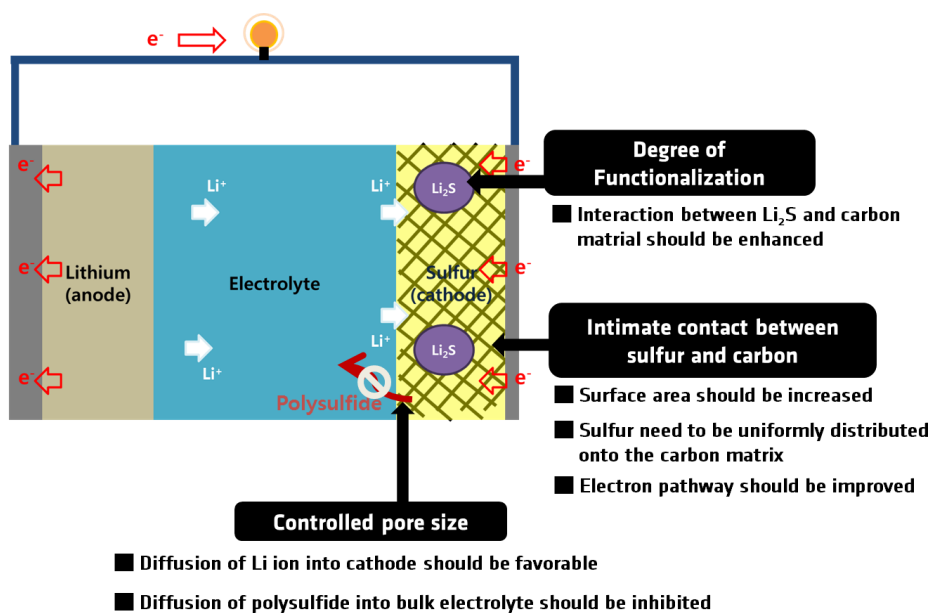 e⁻
e⁻
e⁻
Li⁺
Li⁺
Li₂S
Degree of
Functionalization
■ Interaction between Li₂S and carbon
matrial should be enhanced
e⁻
Lithium
(anode)
Electrolyte
Sulfur
(cathode)
e⁻
Li⁺
Li⁺
Li₂S
Intimate contact between
sulfur and carbon
e⁻
Polysulfide
e⁻
■ Surface area should be increased
■ Sulfur need to be uniformly distributed
onto the carbon matrix
■ Electron pathway should be improved
Controlled pore size
■ Diffusion of Li ion into cathode should be favorable
■ Diffusion of polysulfide into bulk electrolyte should be inhibited